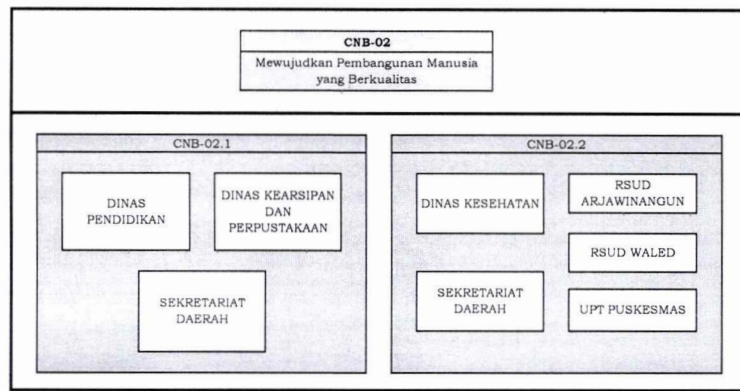 CNB-02
Mewujudkan Pembangunan Manusia
yang Berkualitas
CNB-02.1
DINAS
PENDIDIKAN
DINAS KEARSIPAN
DAN
PERPUSTAKAAN
SEKRETARIAT
DAERAH
CNB-02.2
DINAS KESEHATAN
RSUD
ARJAWINANGUN
RSUD WALED
SEKRETARIAT
DAERAH
UPT PUSKESMAS